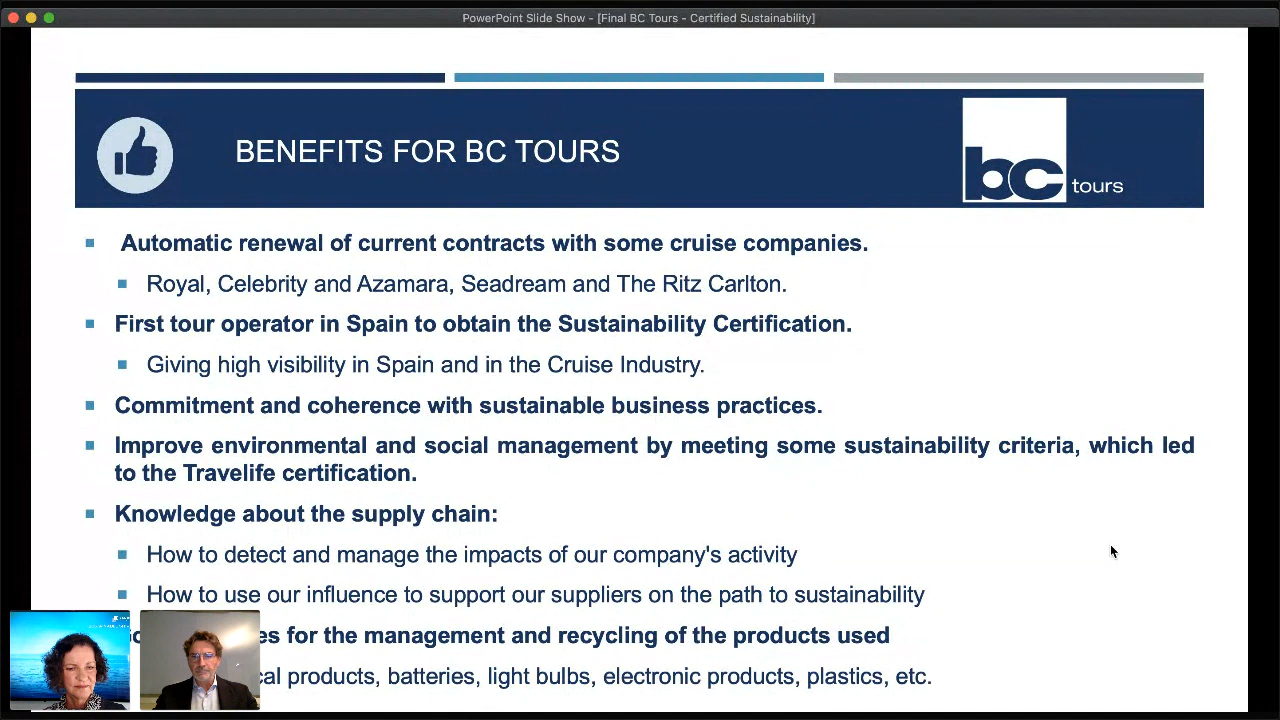 PowerPoint Slide Show - [Final BC Tours - Certified Sustainability]
BENEFITS FOR BC TOURS
bc tours
Automatic renewal of current contracts with some cruise companies.
Royal, Celebrity and Azamara, Seadream and The Ritz Carlton.
First tour operator in Spain to obtain the Sustainability Certification.
Giving high visibility in Spain and in the Cruise Industry.
Commitment and coherence with sustainable business practices.
Improve environmental and social management by meeting some sustainability criteria, which led
to the Travelife certification.
Knowledge about the supply chain:
How to detect and manage the impacts of our company's activity
How to use our influence to support our suppliers on the path to sustainability
for the management and recycling of the products used
products, batteries, light bulbs, electronic products, plastics, etc.